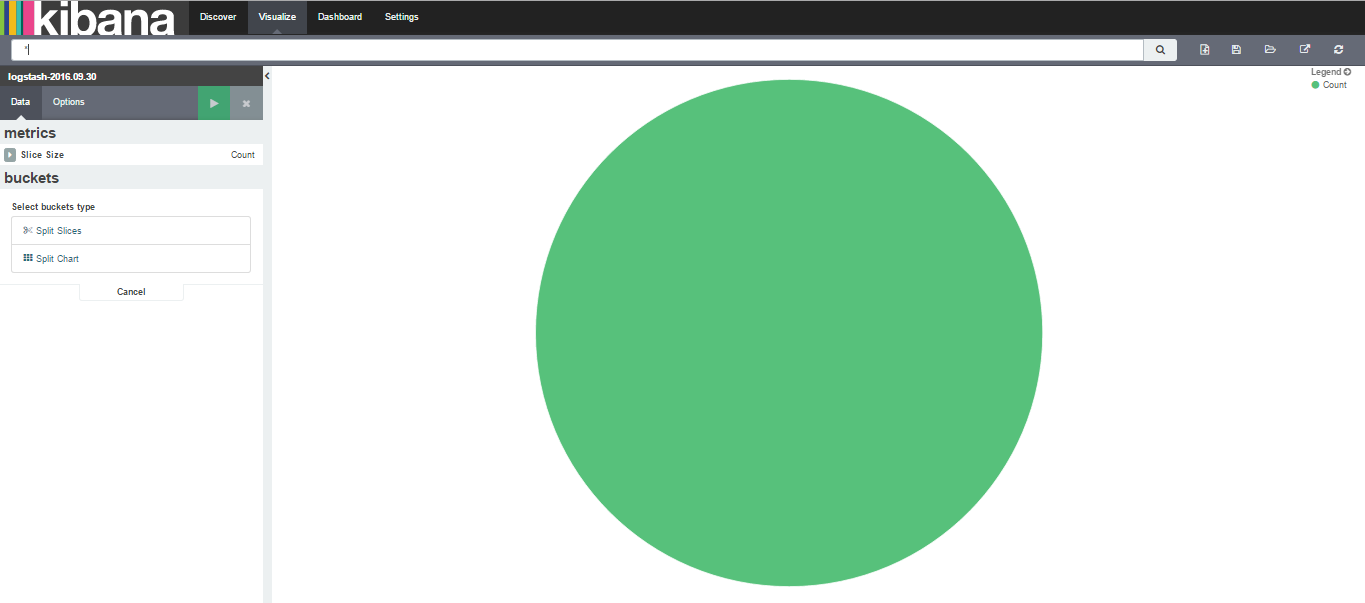 kibana Discover Visualize Dashboard Settings
*
logstash-2016.09.30
Legend
Data Options
Count
metrics
Slice Size Count
buckets
Select buckets type
Split Slices
Split Chart
Cancel